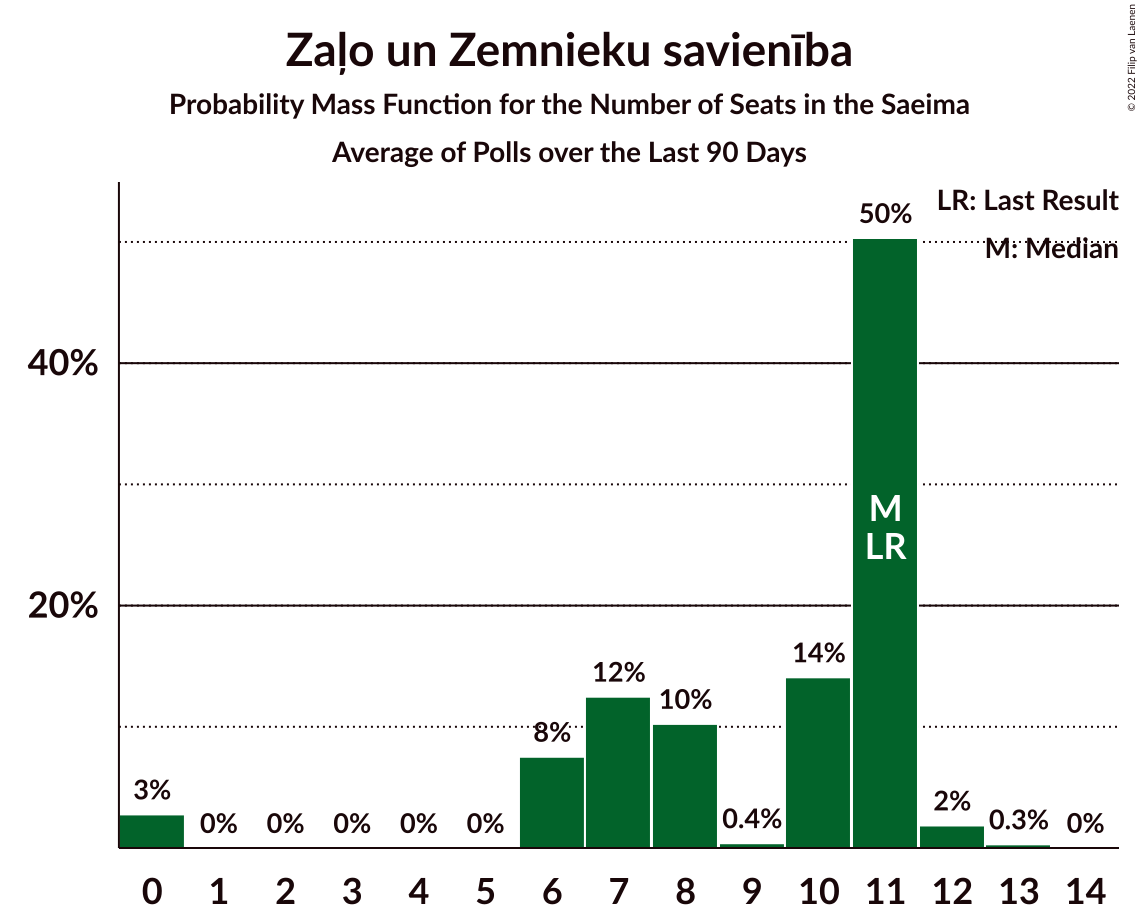 Zaļo un Zemnieku savienība
Probability Mass Function for the Number of Seats in the Saeima
Average of Polls over the Last 90 Days
© 2022 Filip van Laenen
LR: Last Result
M: Median
40%
20%
3%
0%
0%
0%
0%
0%
8%
12%
10%
0.4%
14%
50%
2%
0.3%
0%
M
LR
0 1 2 3 4 5 6 7 8 9 10 11 12 13 14